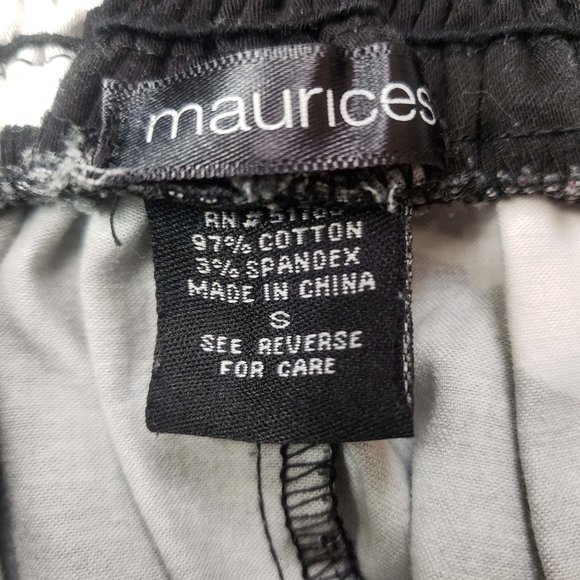 maurices
RN #
97% COTTON
3% SPANDEX
MADE IN CHINA
S
SEE REVERSE
FOR CARE